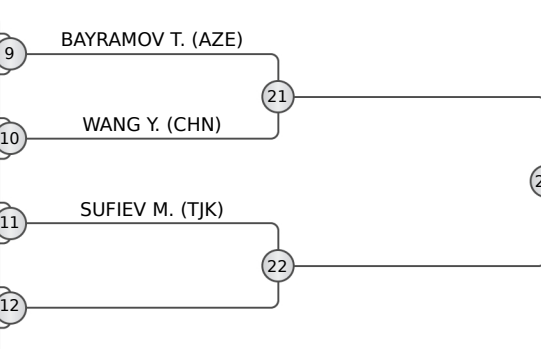 9
BAYRAMOV T. (AZE)
21
10
WANG Y. (CHN)
11
SUFIEV M. (TJK)
22
12